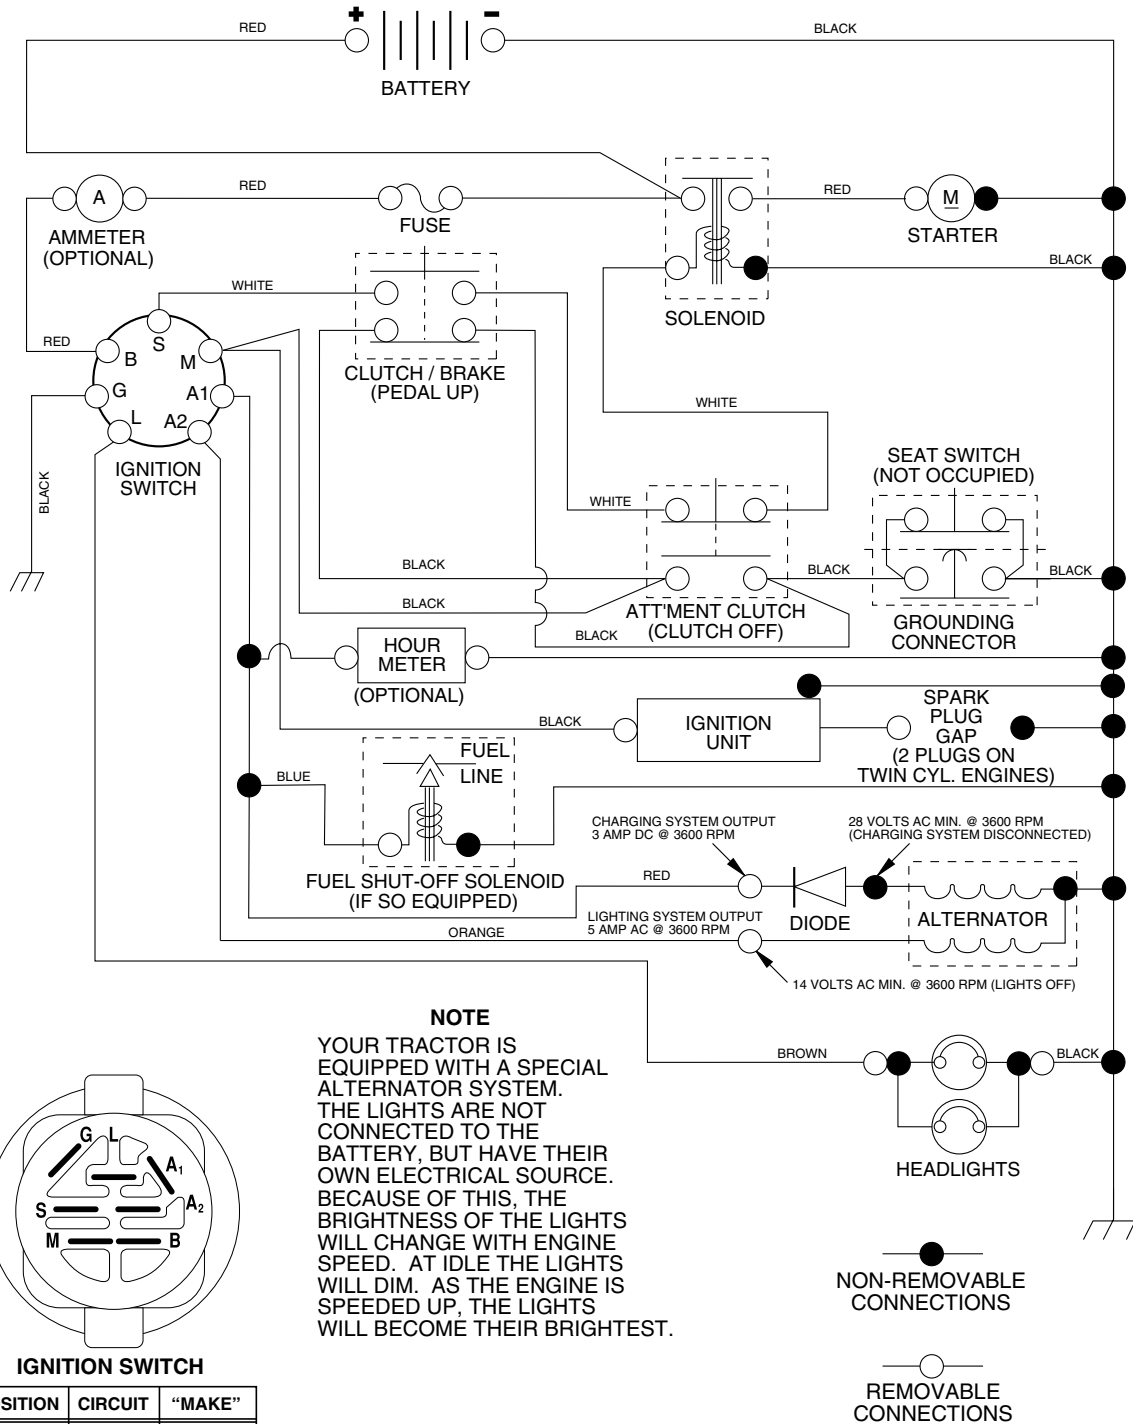 + −
RED
BLACK
BATTERY
A
RED
RED
M
AMMETER
(OPTIONAL)
FUSE
STARTER
WHITE
BLACK
SOLENOID
RED
S
B
M
G
A1
L
A2
CLUTCH / BRAKE
(PEDAL UP)
WHITE
IGNITION
SWITCH
BLACK
SEAT SWITCH
(NOT OCCUPIED)
WHITE
BLACK
BLACK
BLACK
BLACK
ATT'MENT CLUTCH
(CLUTCH OFF)
BLACK
GROUNDING
CONNECTOR
HOUR
METER
(OPTIONAL)
BLACK
IGNITION
UNIT
SPARK
PLUG
GAP
(2 PLUGS ON
TWIN CYL. ENGINES)
FUEL
LINE
BLUE
FUEL SHUT-OFF SOLENOID
(IF SO EQUIPPED)
CHARGING SYSTEM OUTPUT
3 AMP DC @ 3600 RPM
28 VOLTS AC MIN. @ 3600 RPM
(CHARGING SYSTEM DISCONNECTED)
RED
DIODE
ALTERNATOR
LIGHTING SYSTEM OUTPUT
5 AMP AC @ 3600 RPM
ORANGE
14 VOLTS AC MIN. @ 3600 RPM (LIGHTS OFF)
BROWN
BLACK
HEADLIGHTS
NOTE
YOUR TRACTOR IS
EQUIPPED WITH A SPECIAL
ALTERNATOR SYSTEM.
THE LIGHTS ARE NOT
CONNECTED TO THE
BATTERY, BUT HAVE THEIR
OWN ELECTRICAL SOURCE.
BECAUSE OF THIS, THE
BRIGHTNESS OF THE LIGHTS
WILL CHANGE WITH ENGINE
SPEED. AT IDLE THE LIGHTS
WILL DIM. AS THE ENGINE IS
SPEEDED UP, THE LIGHTS
WILL BECOME THEIR BRIGHTEST.
G L
A1
S
A2
M
B
IGNITION SWITCH
SITION CIRCUIT “MAKE”
NON-REMOVABLE
CONNECTIONS
REMOVABLE
CONNECTIONS